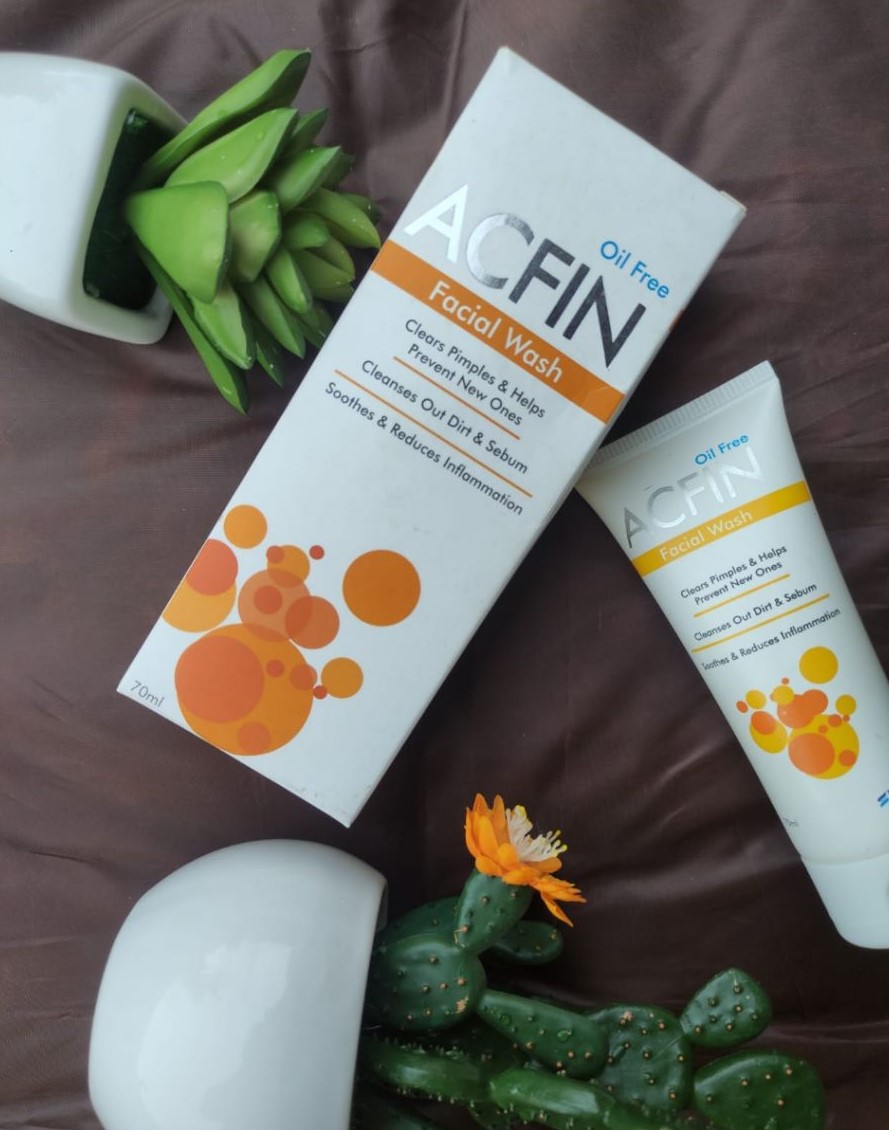 Oil Free
ACFIN
Facial Wash
Clears Pimples & Helps
Prevent New Ones
Cleanses Out Dirt & Sebum
Soothes & Reduces Inflammation
70ml
Oil Free
ACFIN
Facial Wash
Clears Pimples & Helps
Prevent New Ones
Cleanses Out Dirt & Sebum
Soothes & Reduces Inflammation